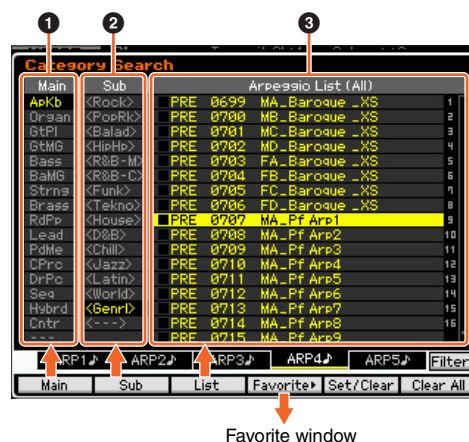 1 2 3
Category Search
Main Sub Arpeggio List (All)
ApKb <Rock> PRE 0699 MA_Baroque _XS 1
Organ <PopRk> PRE 0700 MB_Baroque _XS 2
GtPl <Balad> PRE 0701 MC_Baroque _XS 3
GtMG <HipHp> PRE 0702 MD_Baroque _XS 4
Bass <R&B-M> PRE 0703 FA_Baroque _XS 5
BaMG <R&B-C> PRE 0704 FB_Baroque _XS 6
Strng <Funk> PRE 0705 FC_Baroque _XS 7
Brass <Tekno> PRE 0706 FD_Baroque _XS 8
RdPp <House> PRE 0707 MA_Pf Arp1 9
Lead <D&B> PRE 0708 MA_Pf Arp2 10
PdMe <Chill> PRE 0709 MA_Pf Arp3 11
CPrc <Jazz> PRE 0710 MA_Pf Arp4 12
DrPc <Latin> PRE 0711 MA_Pf Arp5 13
Seq <World> PRE 0712 MA_Pf Arp6 14
Hybrd <Genrl> PRE 0713 MA_Pf Arp7 15
Cntr <---> PRE 0714 MA_Pf Arp8 16
--- PRE 0715 MA_Pf Arp9
ARP1♪ ARP2♪ ARP3♪ ARP4♪ ARP5♪ Filter
Main Sub List Favorite▸ Set/Clear Clear All
Favorite window